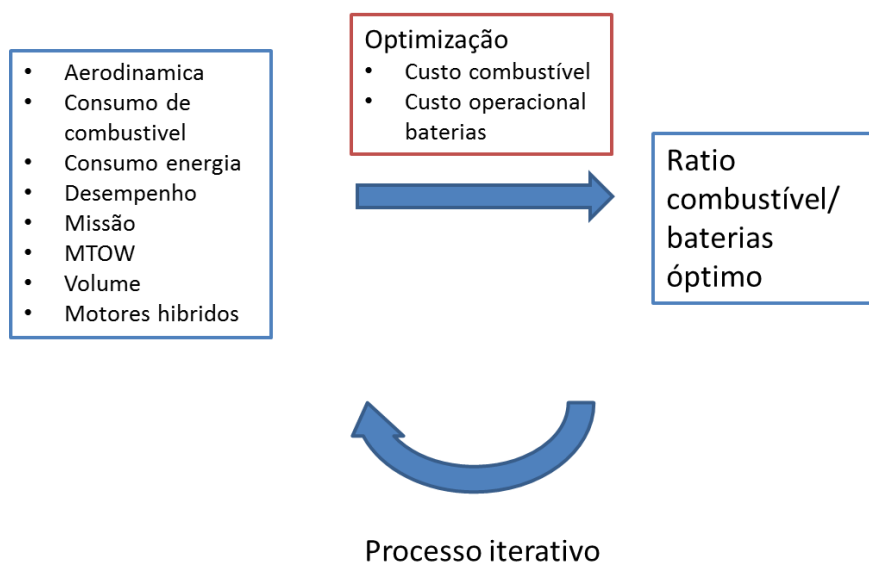 • Aerodinamica
• Consumo de
combustivel
• Consumo energia
• Desempenho
• Missão
• MTOW
• Volume
• Motores hibridos
Optimização
• Custo combustível
• Custo operacional
baterias
Ratio
combustível/
baterias
óptimo
Processo iterativo